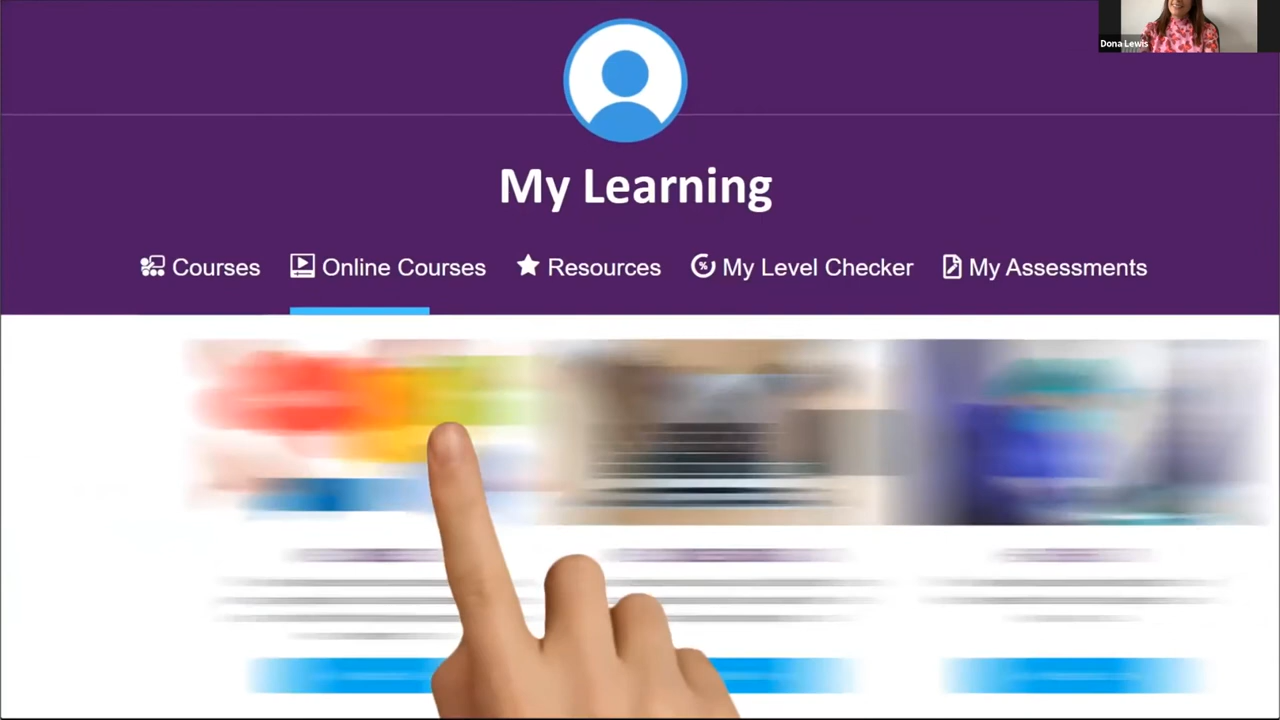 Dona Lewis
My Learning
Courses
Online Courses
Resources
My Level Checker
My Assessments